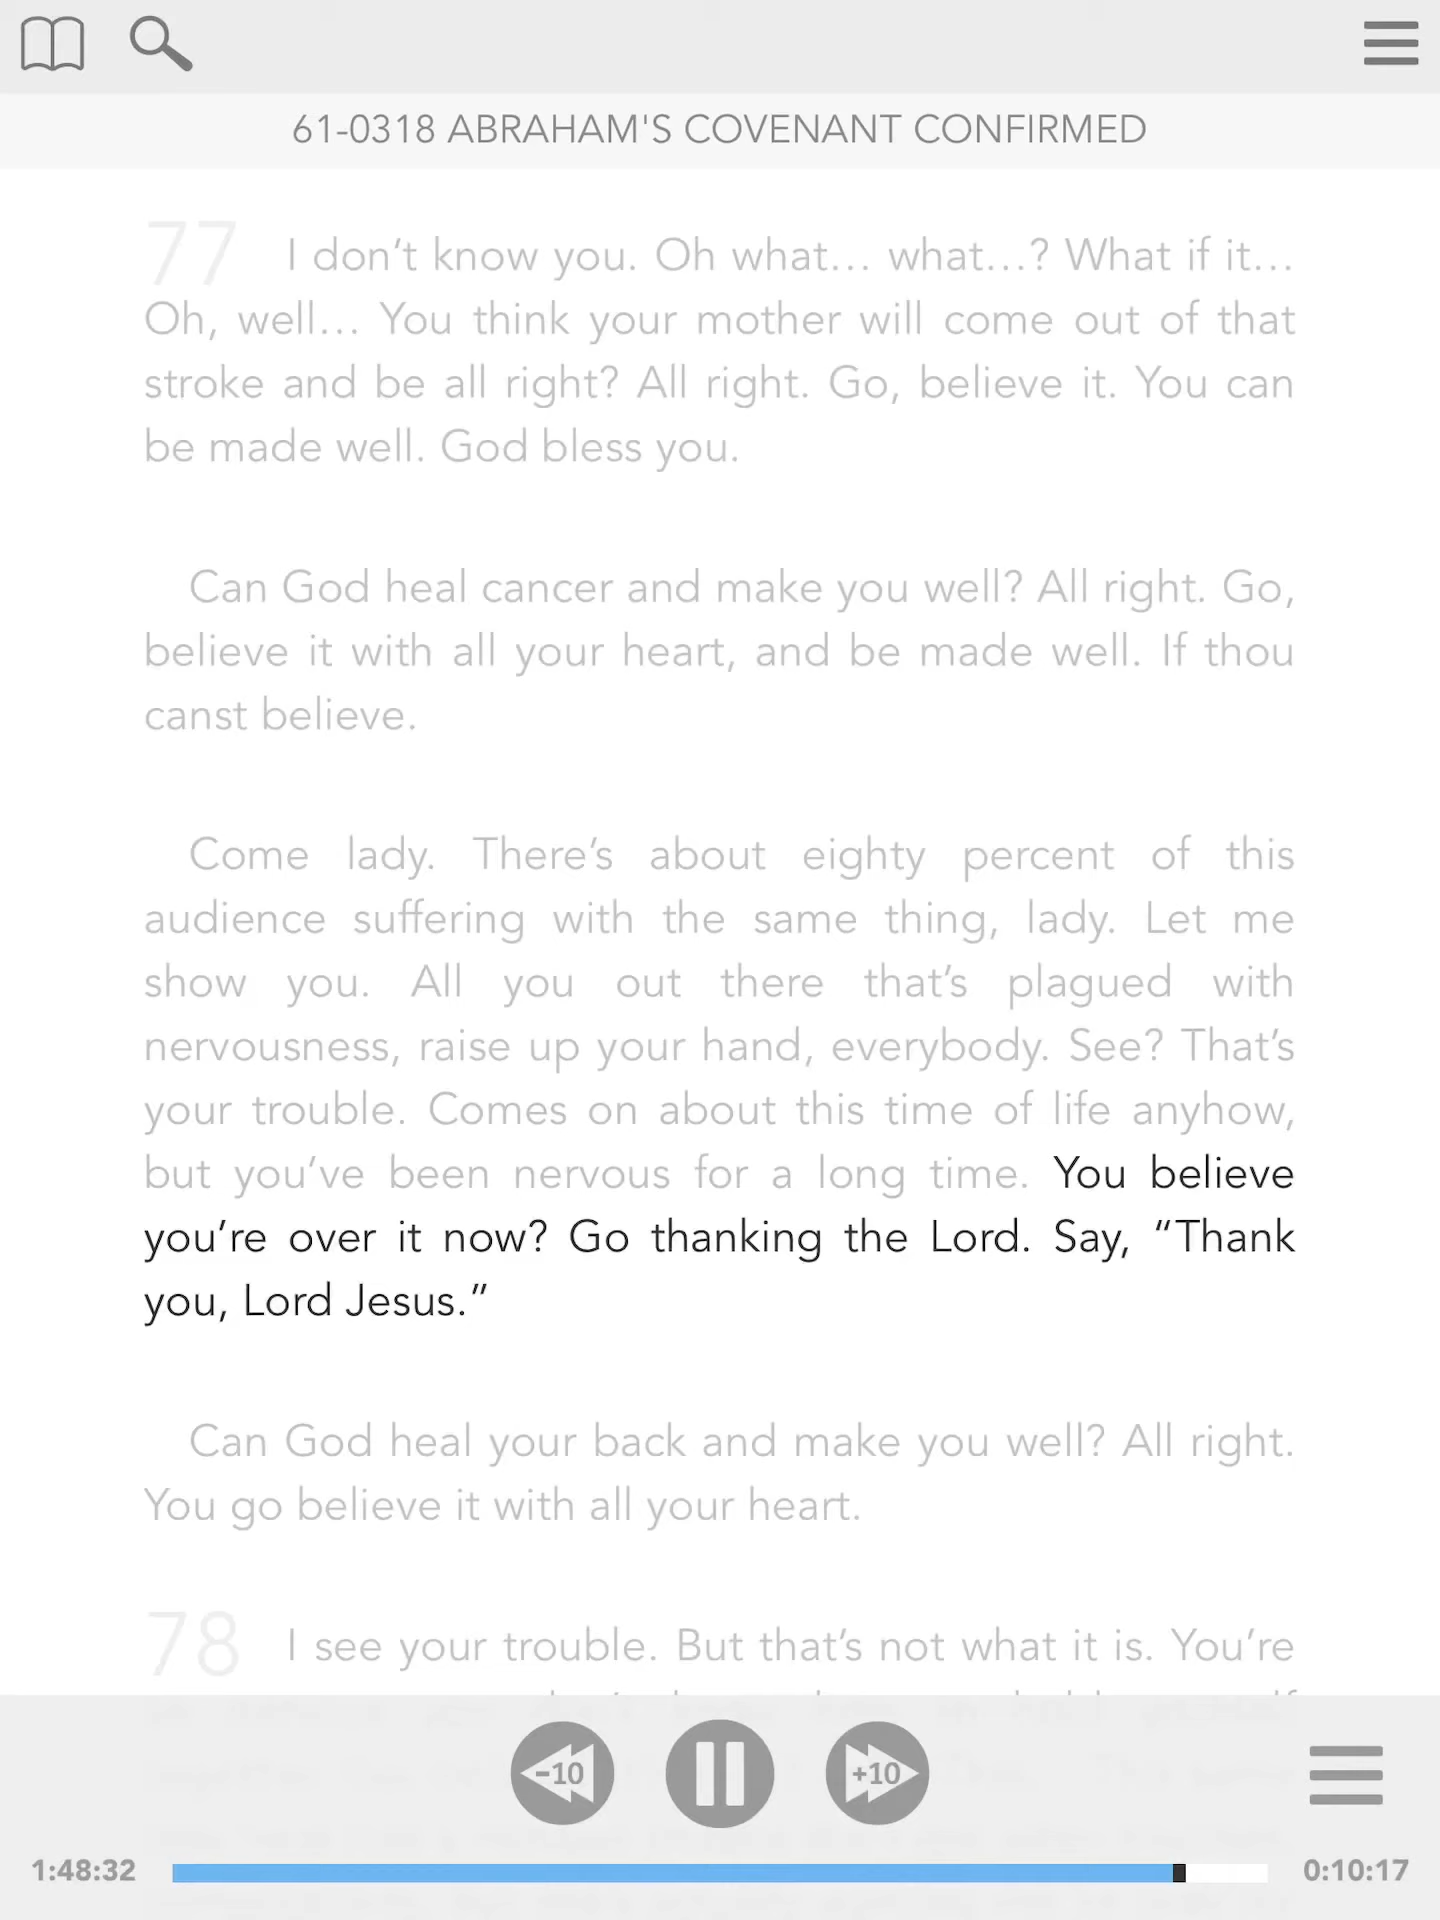 61-0318 ABRAHAM'S COVENANT CONFIRMED
77 I don’t know you. Oh what… what…? What if it…
Oh, well… You think your mother will come out of that
stroke and be all right? All right. Go, believe it. You can
be made well. God bless you.
Can God heal cancer and make you well? All right. Go,
believe it with all your heart, and be made well. If thou
canst believe.
Come lady. There’s about eighty percent of this
audience suffering with the same thing, lady. Let me
show you. All you out there that’s plagued with
nervousness, raise up your hand, everybody. See? That’s
your trouble. Comes on about this time of life anyhow,
but you’ve been nervous for a long time. You believe
you’re over it now? Go thanking the Lord. Say, “Thank
you, Lord Jesus.”
Can God heal your back and make you well? All right.
You go believe it with all your heart.
78 I see your trouble. But that’s not what it is. You’re
-10 +10
1:48:32 0:10:17